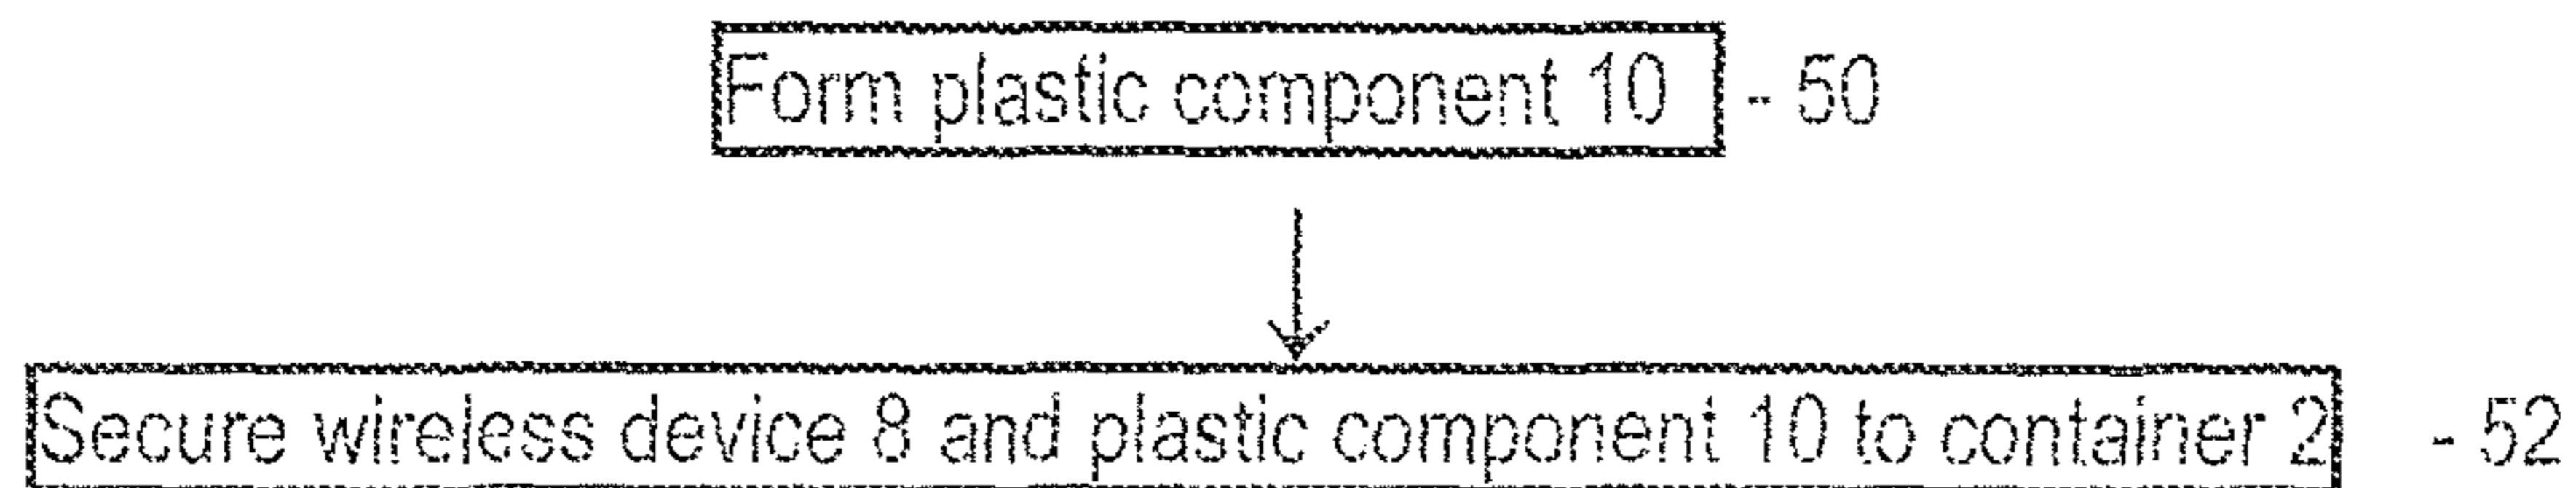 Form plastic component 10 - 50
Secure wireless device 8 and plastic component 10 to container 2 - 52